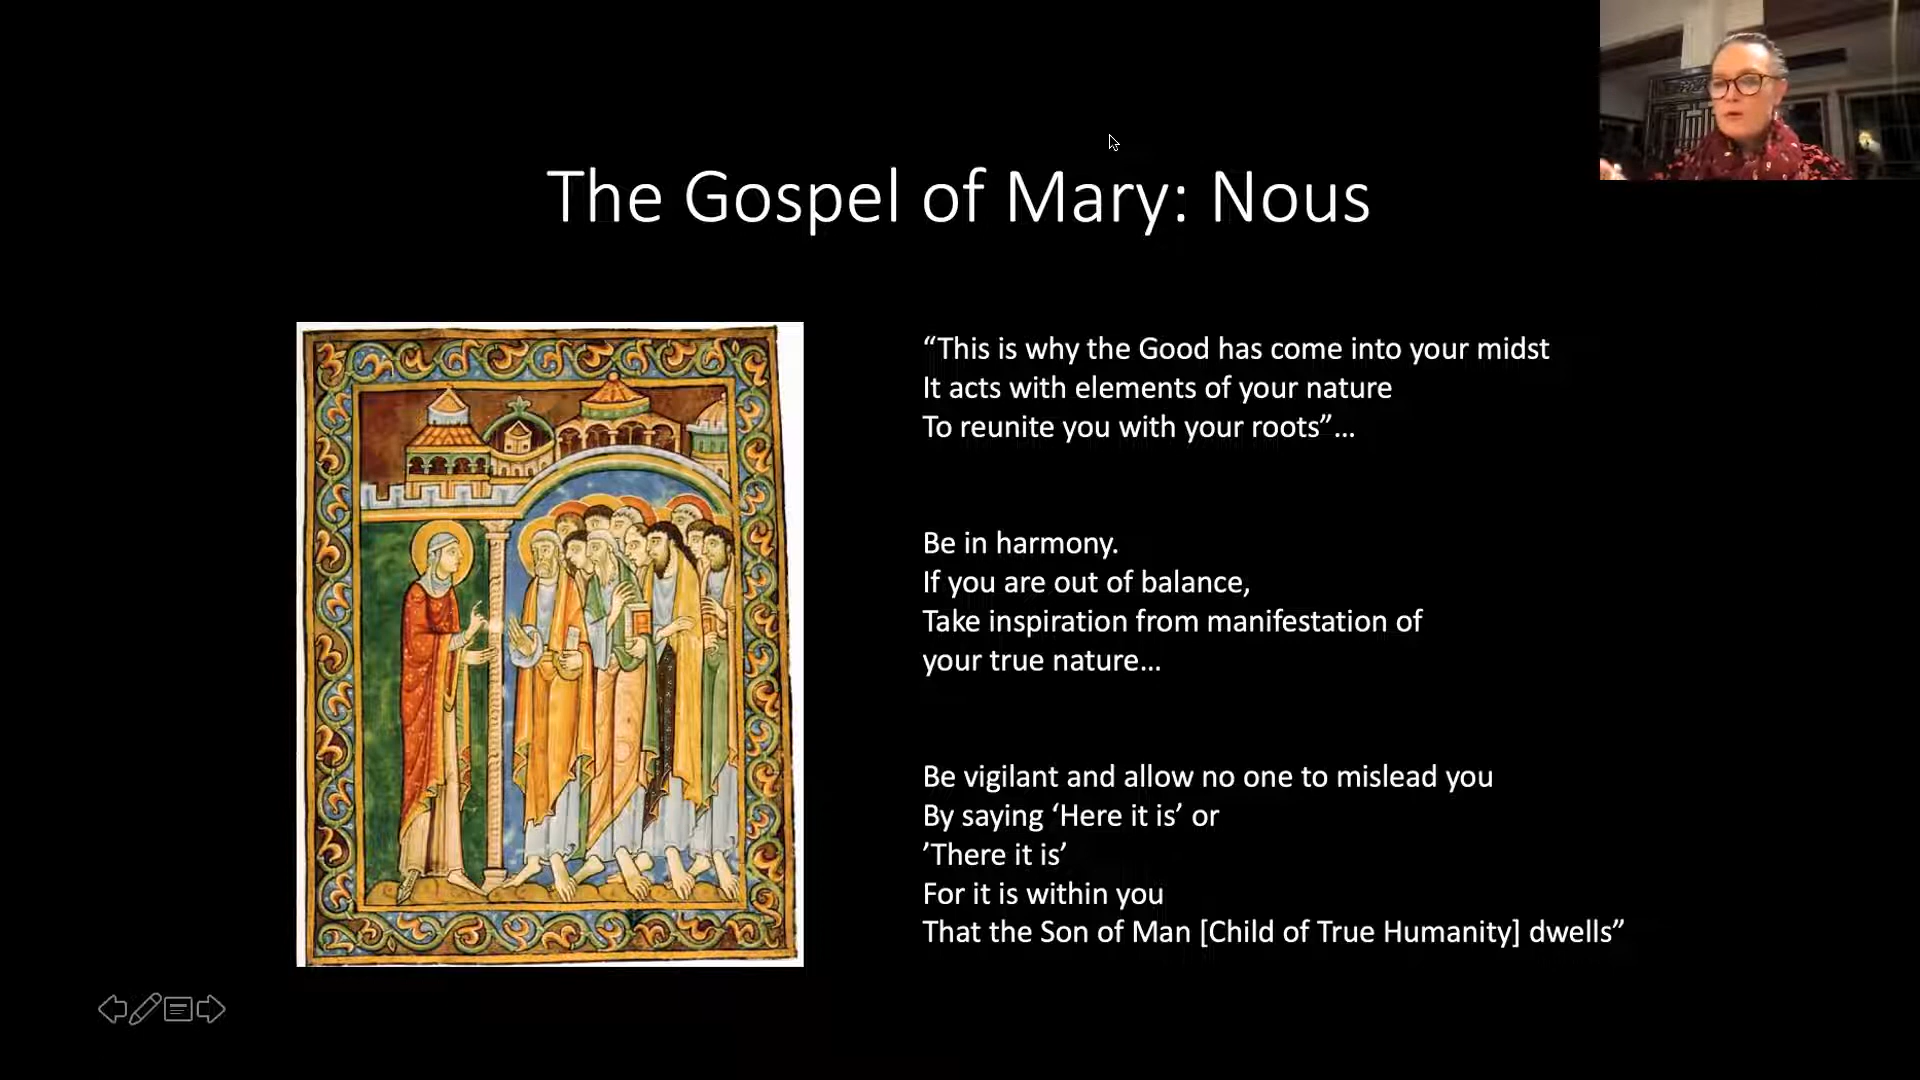 The Gospel of Mary: Nous
“This is why the Good has come into your midst
It acts with elements of your nature
To reunite you with your roots”...
Be in harmony.
If you are out of balance,
Take inspiration from manifestation of
your true nature...
Be vigilant and allow no one to mislead you
By saying ‘Here it is’ or
’There it is’
For it is within you
That the Son of Man [Child of True Humanity] dwells”